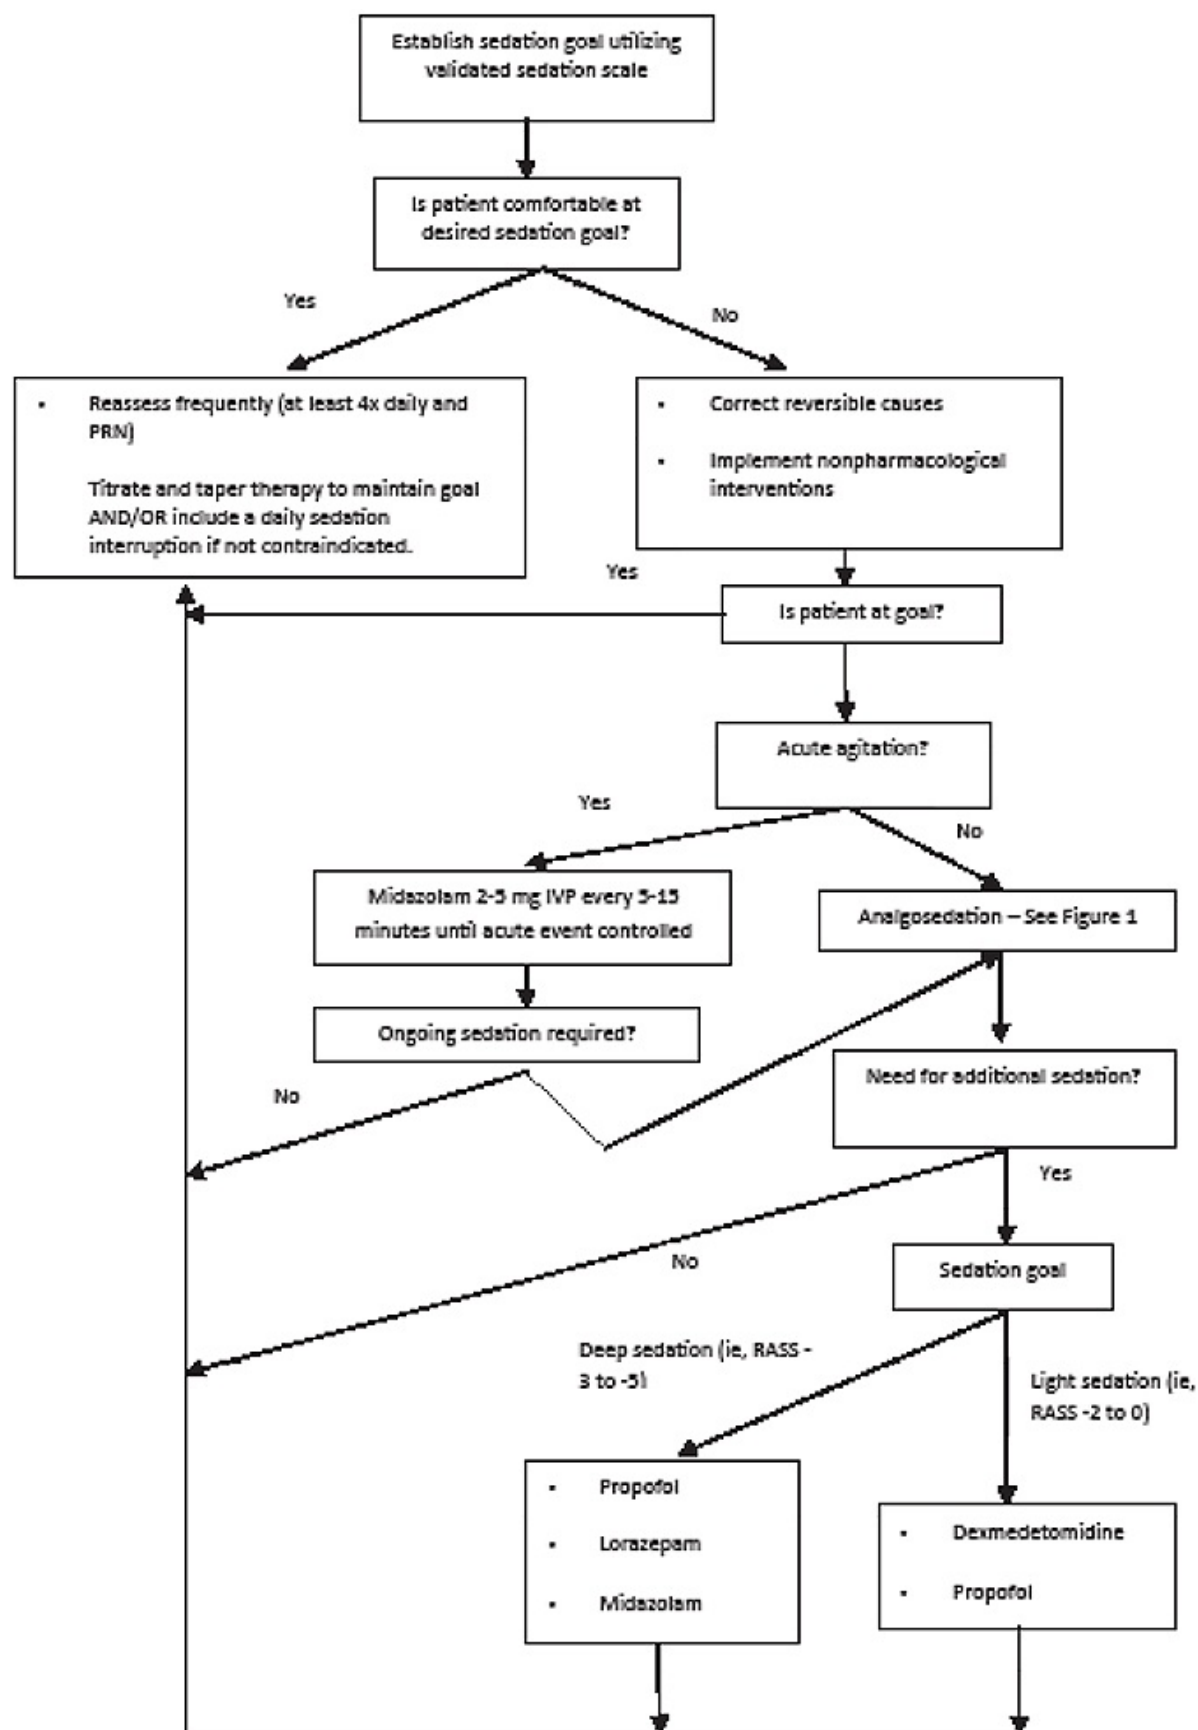 Establish sedation goal utilizing
validated sedation scale
Is patient comfortable at
desired sedation goal?
Yes
No
▪ Reassess frequently (at least 4x daily and
PRN)
Titrate and taper therapy to maintain goal
AND/OR include a daily sedation
interruption if not contraindicated.
▪ Correct reversible causes
▪ Implement nonpharmacological
interventions
Yes
Is patient at goal?
Acute agitation?
Yes
No
Midazolam 2-5 mg IVP every 5-15
minutes until acute event controlled
Analgosedation – See Figure 1
Ongoing sedation required?
Need for additional sedation?
No
Yes
No
Sedation goal
Deep sedation (ie, RASS -
3 to -5)
Light sedation (ie,
RASS -2 to 0)
▪ Propofol
▪ Lorazepam
▪ Midazolam
▪ Dexmedetomidine
▪ Propofol